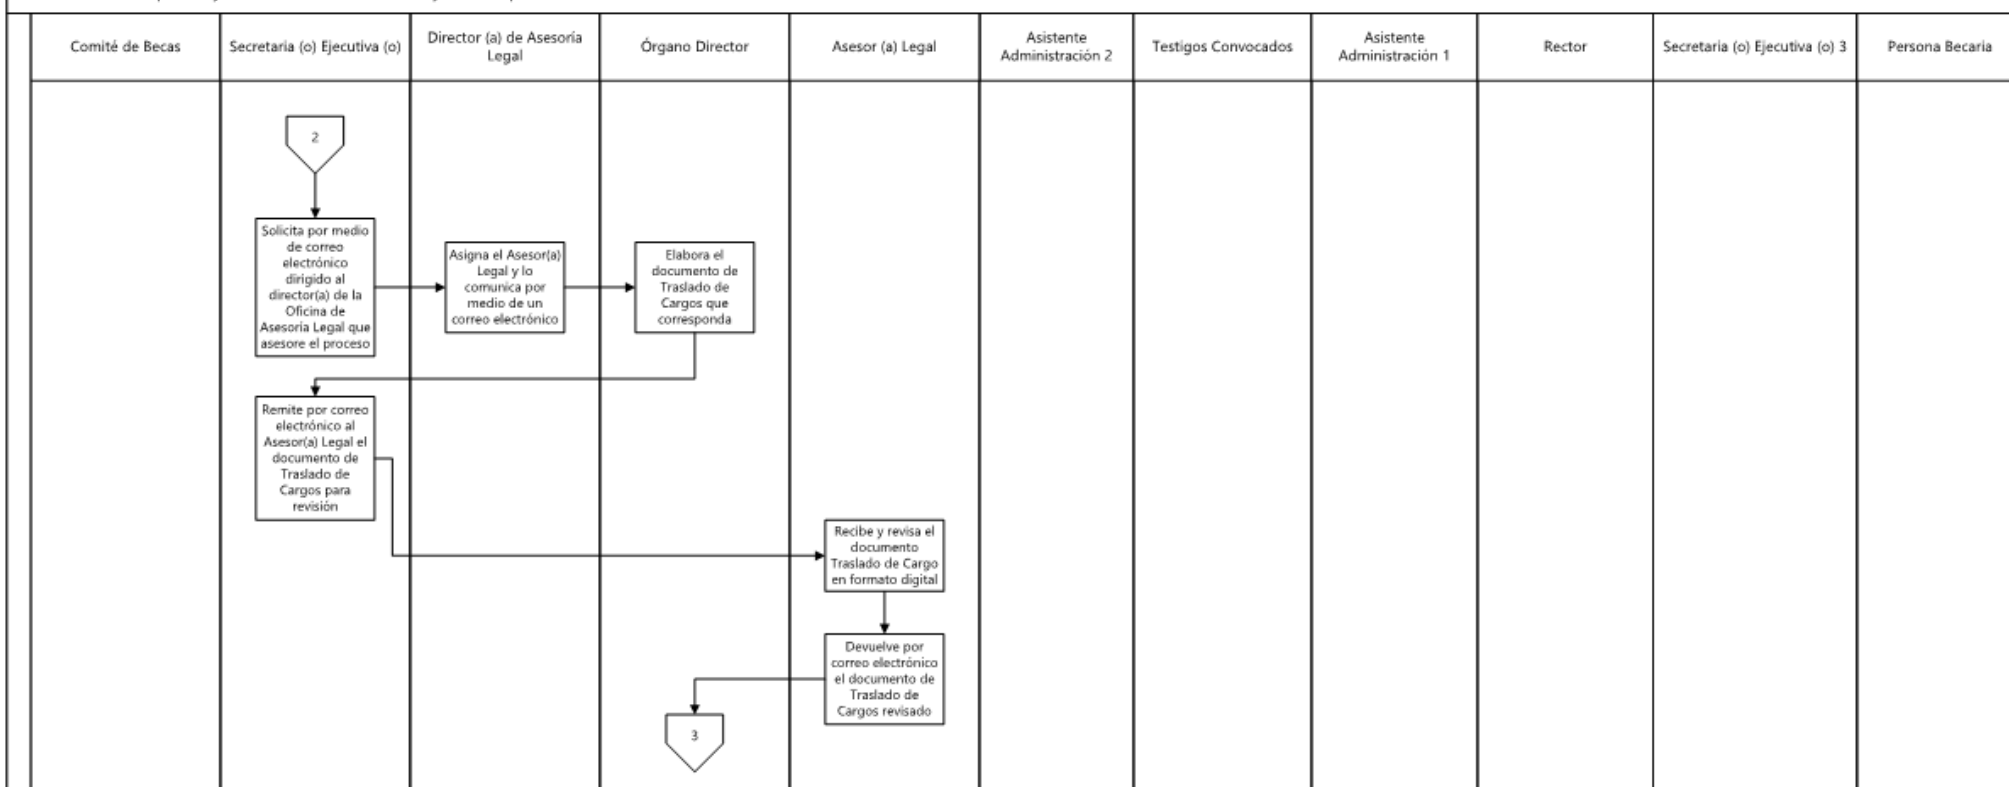 Comité de Becas
Secretaria (o) Ejecutiva (o)
Director (a) de Asesoría
Legal
Órgano Director
Asesor (a) Legal
Asistente
Administración 2
Testigos Convocados
Asistente
Administración 1
Rector
Secretaria (o) Ejecutiva (o) 3
Persona Becaria
2
Solicita por medio
de correo
electrónico
dirigido al
director(a) de la
Oficina de
Asesoría Legal que
asesore el proceso
Asigna el Asesor(a)
Legal y lo
comunica por
medio de un
correo electrónico
Elabora el
documento de
Traslado de
Cargos que
corresponda
Remite por correo
electrónico al
Asesor(a) Legal el
documento de
Traslado de
Cargos para
revisión
Recibe y revisa el
documento
Traslado de Cargo
en formato digital
Devuelve por
correo electrónico
el documento de
Traslado de
Cargos revisado
3